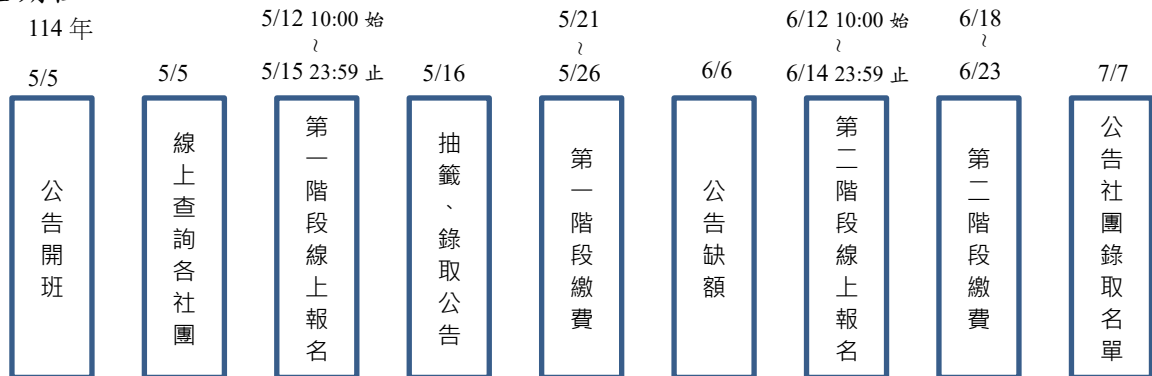 114 年
5/5
5/5
5/12 10:00 始
~
5/15 23:59 止
5/16
5/21
~
5/26
6/6
6/12 10:00 始
~
6/14 23:59 止
6/18
~
6/23
7/7
公告開班
線上查詢各社團
第一階段線上報名
抽籤、錄取公告
第一階段繳費
公告缺額
第二階段線上報名
第二階段繳費
公告社團錄取名單